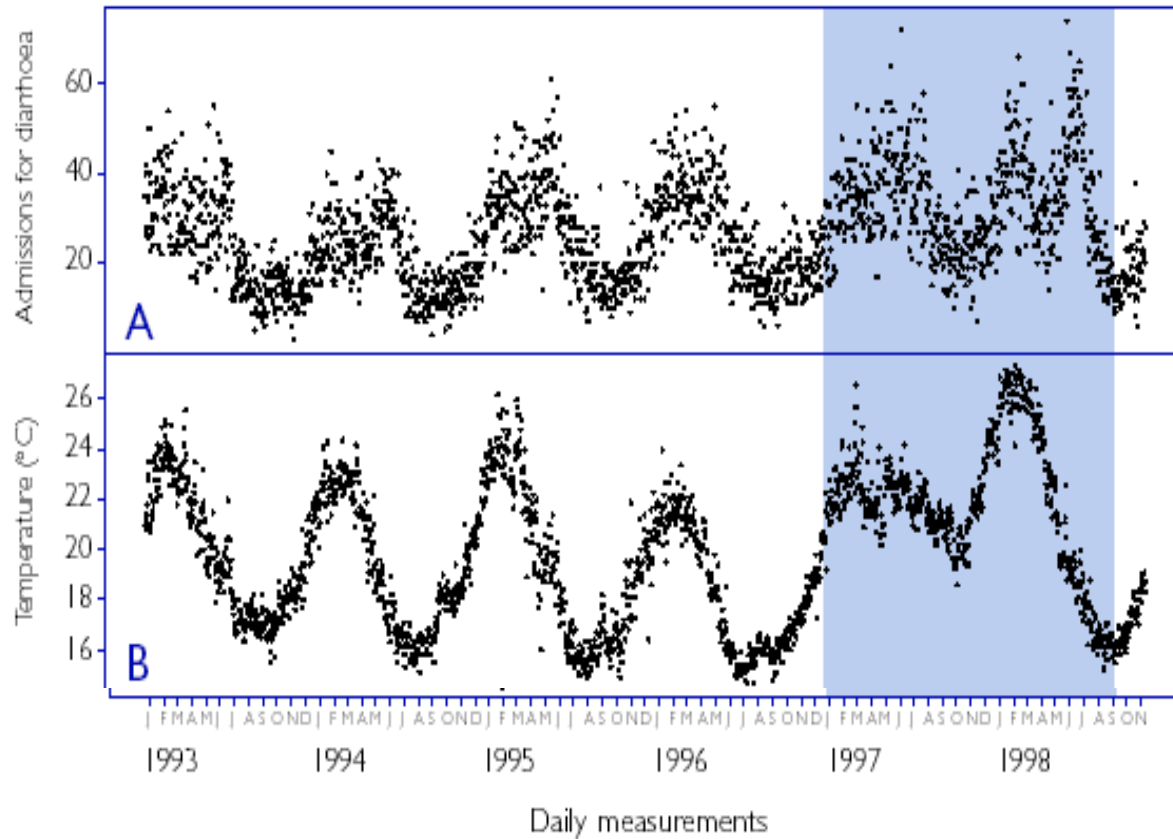 Admissions for diarrhoea
60
40
20
A
Temperature (°C)
26
24
22
20
18
16
B
J F M A M J J A S O N D J F M A M J J A S O N D J F M A M J J A S O N D J F M A M J J A S O N D J F M A M J J A S O N D J F M A M J J A S O N
1993 1994 1995 1996 1997 1998
Daily measurements